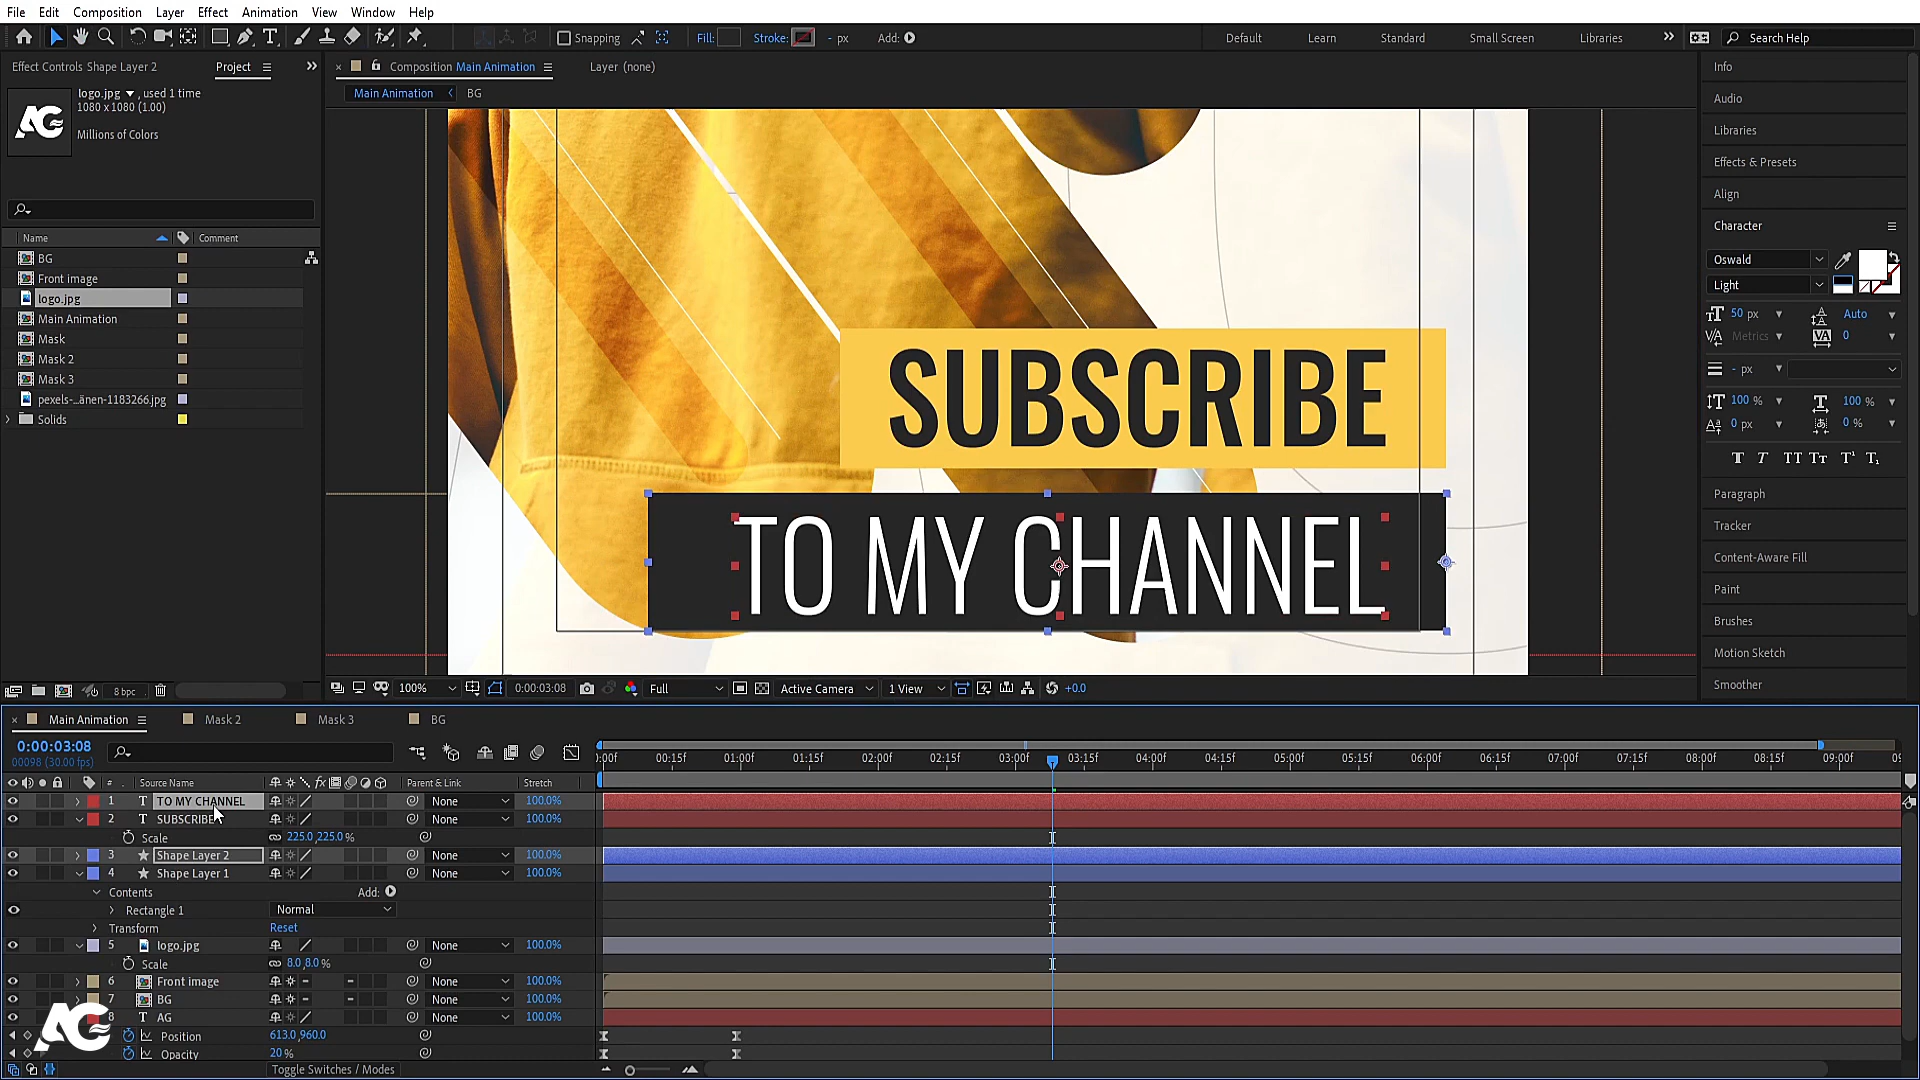 File Edit Composition Layer Effect Animation View Window Help
Snapping Fill: Stroke: - px Add: Default Learn Standard Small Screen Libraries Search Help
Effect Controls Shape Layer 2 Project
Composition Main Animation Layer (none)
Main Animation BG
logo.jpg , used 1 time
1080 x 1080 (1.00)
Millions of Colors
AG
Name Comment
BG
Front image
logo.jpg
Main Animation
Mask
Mask 2
Mask 3
pexels-...änen-1183266.jpg
Solids
8 bpc
SUBSCRIBE
TO MY CHANNEL
100% 0:00:03:08 Full Active Camera 1 View +0.0
Info
Audio
Libraries
Effects & Presets
Align
Character
Oswald
Light
50 px Auto
Metrics 0
- px
100 % 100 %
0 px 0 %
T T TT Tт T¹ T₁
Paragraph
Tracker
Content-Aware Fill
Paint
Brushes
Motion Sketch
Smoother
Main Animation Mask 2 Mask 3 BG
0:00:03:08
00098 (30.00 fps)
:00f 00:15f 01:00f 01:15f 02:00f 02:15f 03:00f 03:15f 04:00f 04:15f 05:00f 05:15f 06:00f 06:15f 07:00f 07:15f 08:00f 08:15f 09:00f 09
# . Source Name fx Parent & Link Stretch
1 T TO MY CHANNEL None 100.0%
2 T SUBSCRIBE None 100.0%
Scale 225.0,225.0 %
3 Shape Layer 2 None 100.0%
4 Shape Layer 1 None 100.0%
Contents Add:
Rectangle 1 Normal
Transform Reset
5 logo.jpg None 100.0%
Scale 8.0,8.0 %
6 Front image None 100.0%
7 BG None 100.0%
8 T AG None 100.0%
Position 613.0,960.0
Opacity 20 %
Toggle Switches / Modes
AG